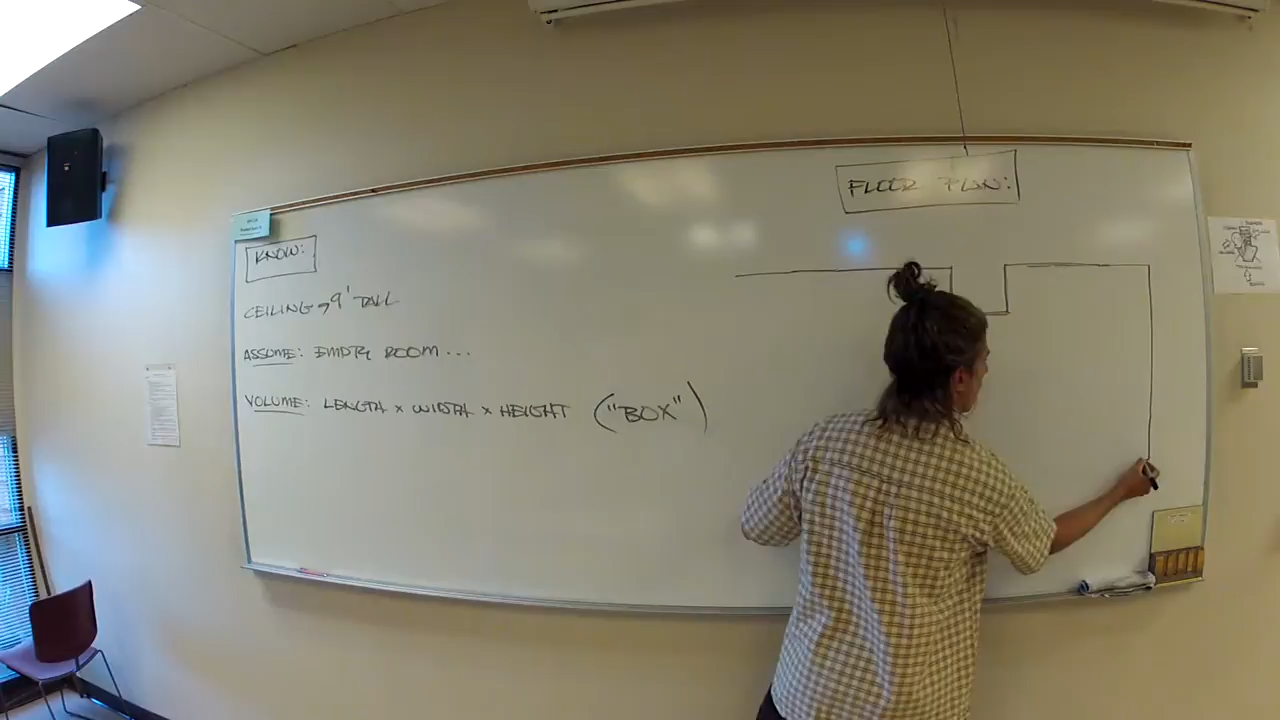 KNOW:
CEILING → 9' TALL
ASSUME: EMPTY ROOM...
VOLUME: LENGTH x WIDTH x HEIGHT ("BOX")
FLOOR PLAN: